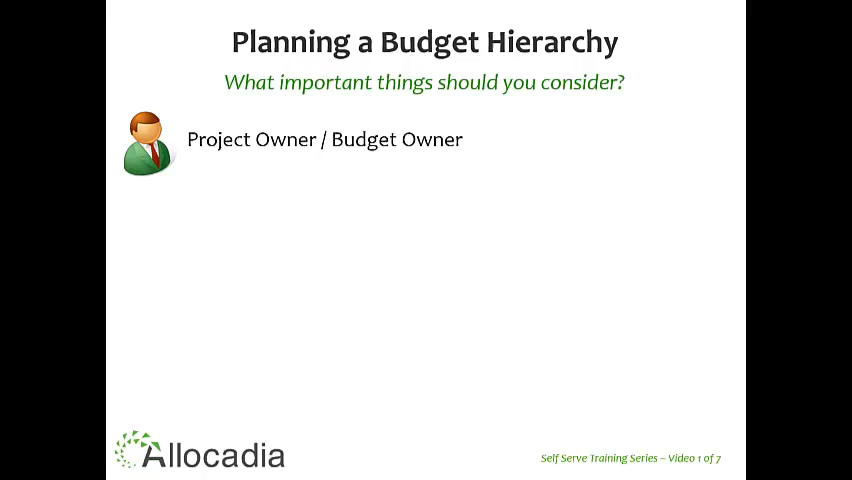 Planning a Budget Hierarchy
What important things should you consider?
Project Owner / Budget Owner
Allocadia
Self Serve Training Series – Video 1 of 7